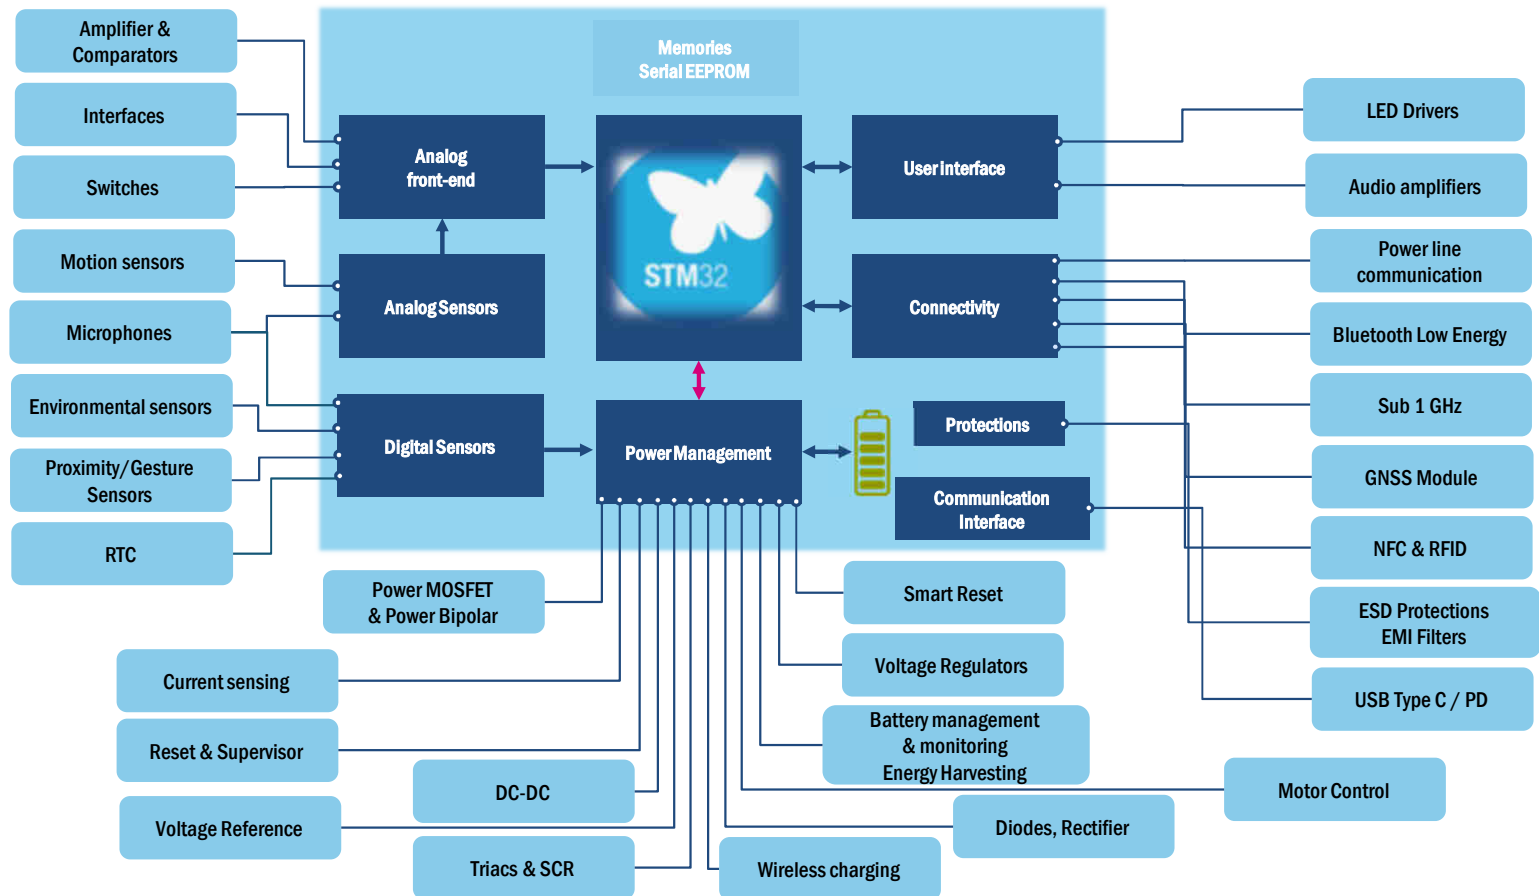 Amplifier &
Comparators
Interfaces
Switches
Motion sensors
Microphones
Environmental sensors
Proximity/Gesture
Sensors
RTC
Memories
Serial EEPROM
Analog
front-end
Analog Sensors
Digital Sensors
STM32
Power Management
User interface
Connectivity
Protections
Communication
Interface
LED Drivers
Audio amplifiers
Power line
communication
Bluetooth Low Energy
Sub 1 GHz
GNSS Module
NFC & RFID
ESD Protections
EMI Filters
USB Type C / PD
Power MOSFET
& Power Bipolar
Current sensing
Reset & Supervisor
DC-DC
Voltage Reference
Triacs & SCR
Smart Reset
Voltage Regulators
Battery management
& monitoring
Energy Harvesting
Motor Control
Diodes, Rectifier
Wireless charging